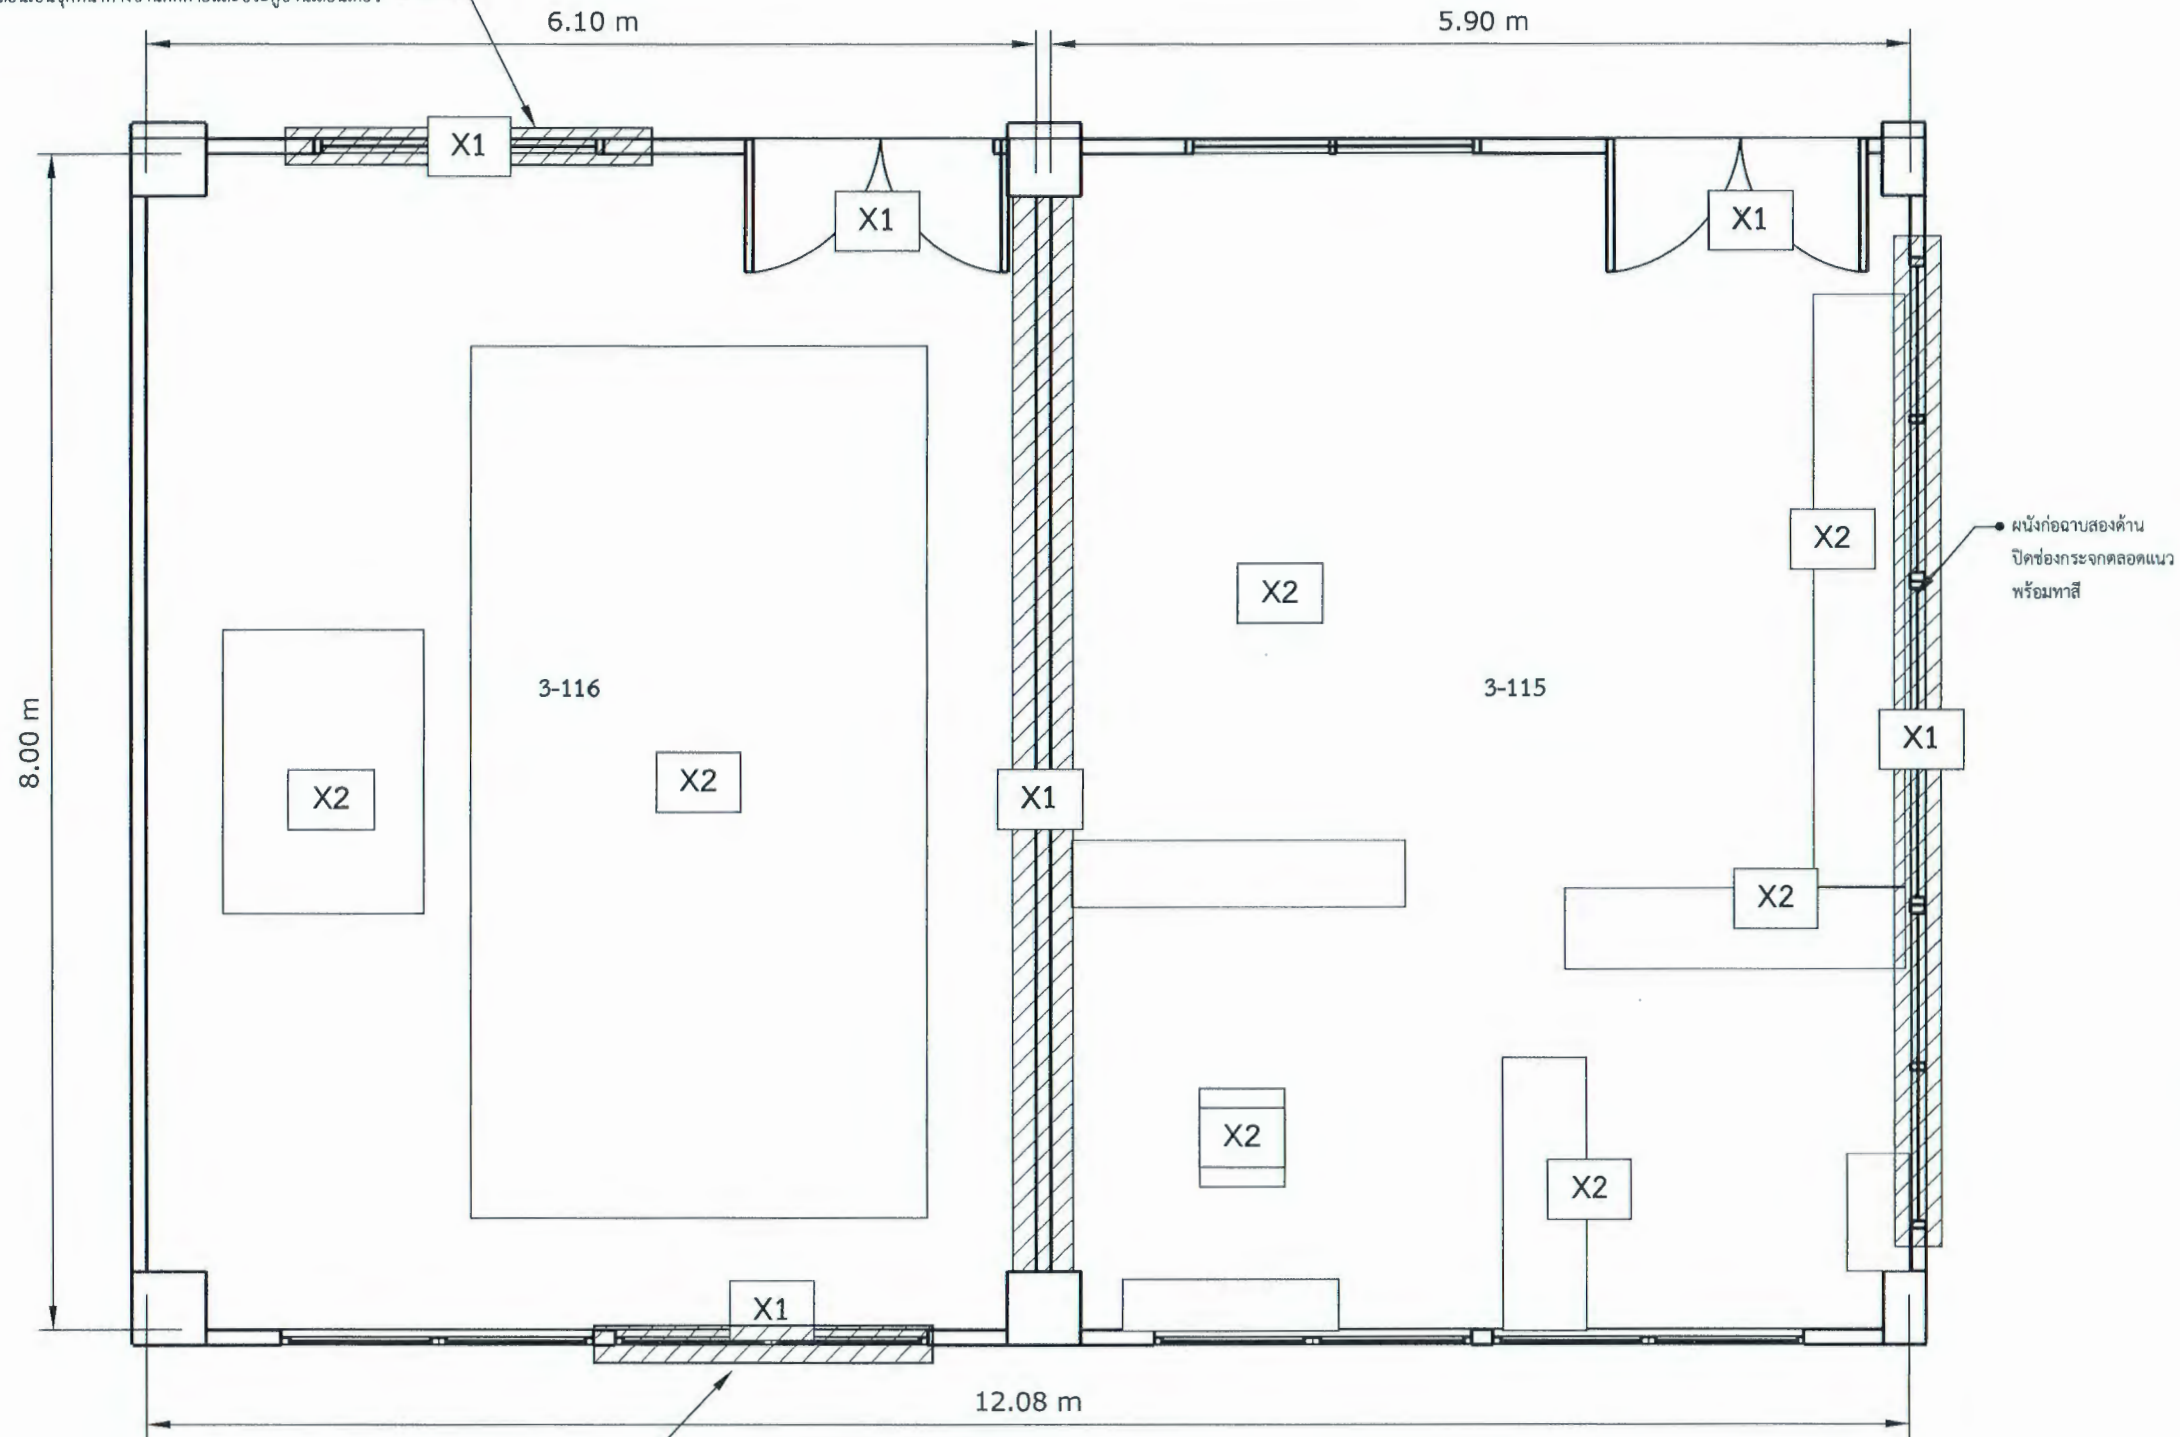 6.10 m
5.90 m
X1
X1
X1
X2
ผนังก่ออาบสองด้าน
ปิดช่องกระจกตลอดแนว
พร้อมทาสี
X2
3-116
3-115
8.00 m
X1
X2
X2
X1
X2
X2
X2
X1
12.08 m